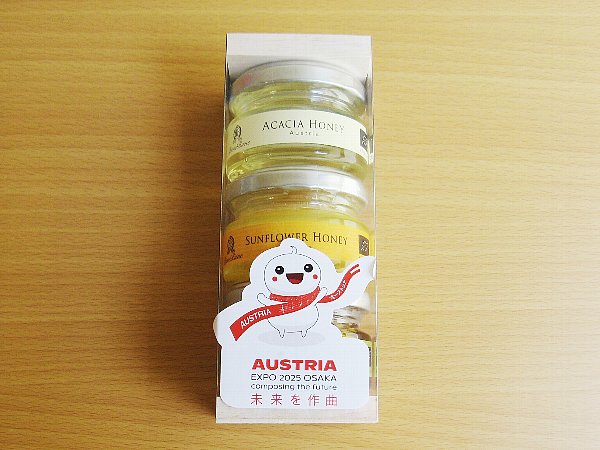 ACACIA HONEY
Austria
SUNFLOWER HONEY
AUSTRIA
AUSTRIA
EXPO 2025 OSAKA
composing the future
未来を作曲